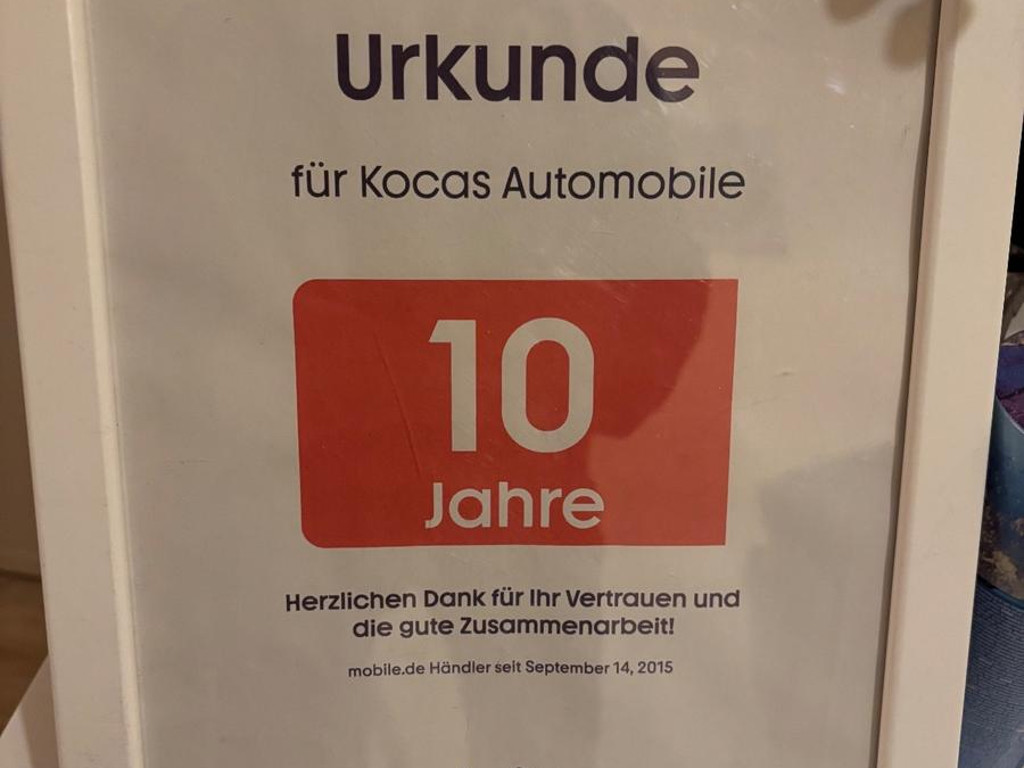 Urkunde
für Kocas Automobile
10
Jahre
Herzlichen Dank für Ihr Vertrauen und
die gute Zusammenarbeit!
mobile.de Händler seit September 14, 2015